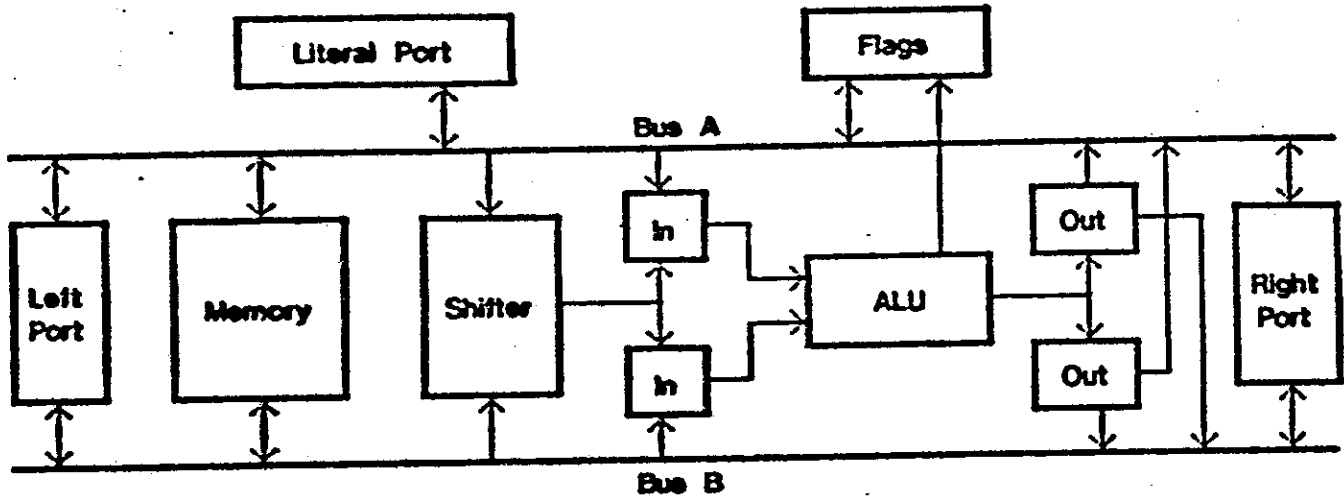 Literal Port
Flags
Bus A
In
Out
Left
Port
Memory
Shifter
ALU
Right
Port
In
Out
Bus B